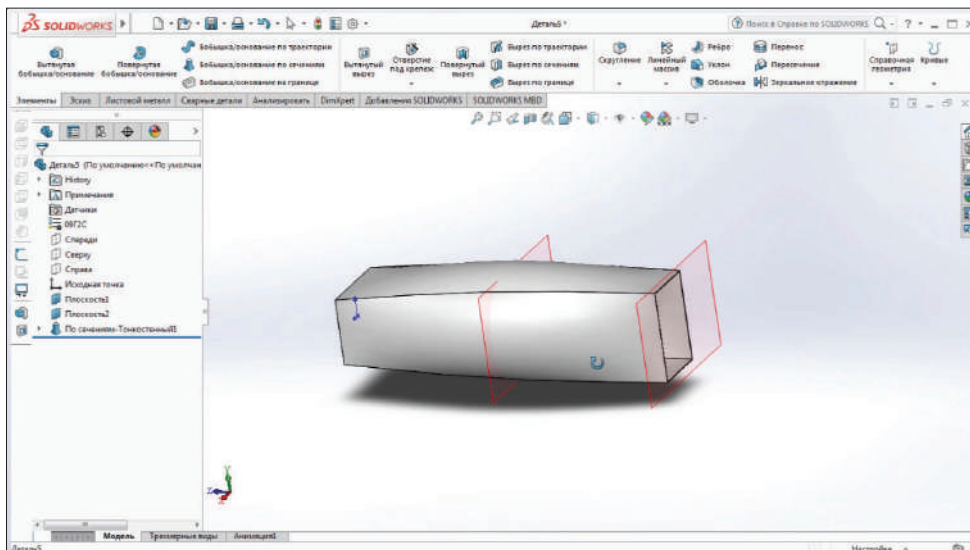 SOLIDWORKS
Деталь5 *
Поиск в Справке по SOLIDWORKS
Вытянутая бобышка/основание
Повернутая бобышка/основание
Бобышка/основание по траектории
Бобышка/основание по сечениям
Бобышка/основание на границе
Вытянутый вырез
Отверстие под крепеж
Повернутый вырез
Вырез по траектории
Вырез по сечениям
Вырез по границе
Скругление
Линейный массив
Ребро
Уклон
Оболочка
Перенос
Пересечение
Зеркальное отражение
Справочная геометрия
Кривые
Элементы
Эскиз
Листовой металл
Сварные детали
Анализировать
DimXpert
Добавления SOLIDWORKS
SOLIDWORKS MBD
Деталь5 (По умолчанию<<По умолчан
History
Примечания
Датчики
09Г2С
Спереди
Сверху
Справа
Исходная точка
Плоскость1
Плоскость2
По сечениям-Тонкостенный1
Y
Z
Модель
Трехмерные виды
Анимация1
Деталь5
Настройка